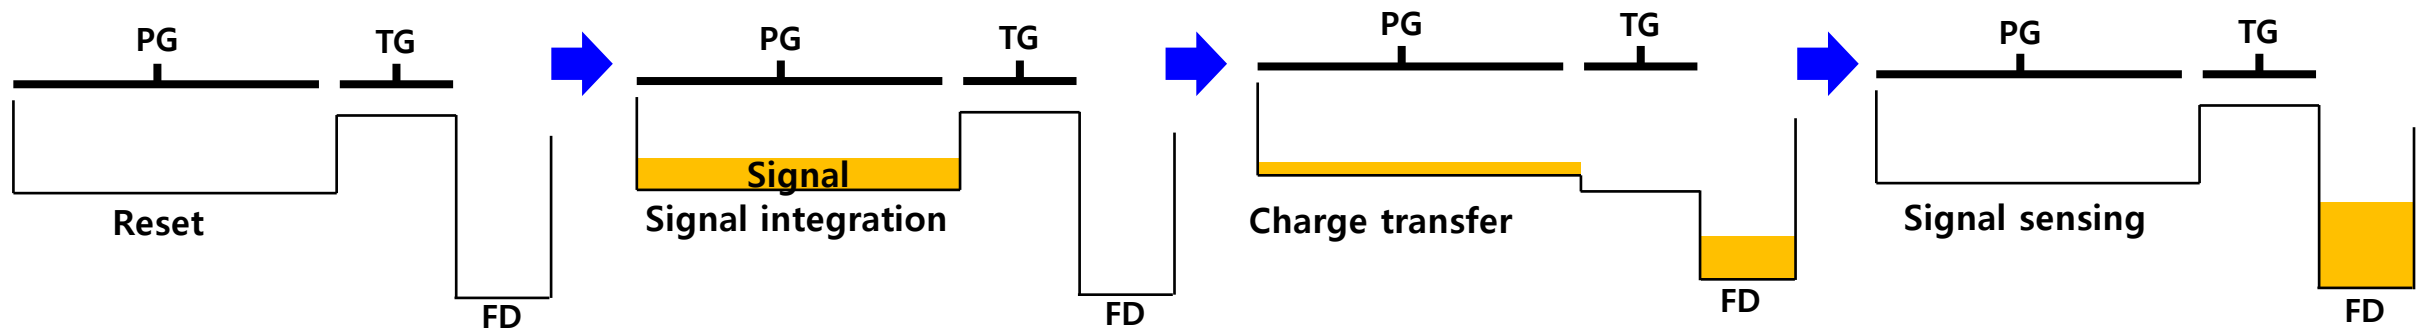 PG TG
Reset
FD
PG TG
Signal
Signal integration
FD
PG TG
Charge transfer
FD
PG TG
Signal sensing
FD